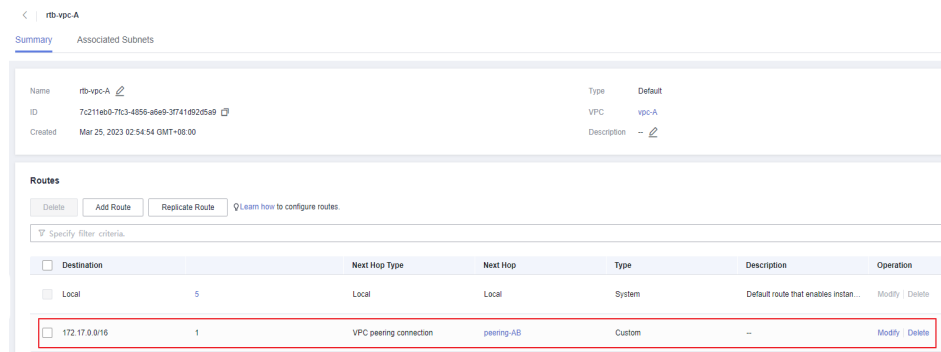 rtb-vpc-A
Summary Associated Subnets
Name rtb-vpc-A Type Default
ID 7c211eb0-7fc3-4856-a6e9-3f741d92d5a9 VPC vpc-A
Created Mar 25, 2023 02:54:54 GMT+08:00 Description --
Routes
Delete Add Route Replicate Route Learn how to configure routes.
Specify filter criteria.
Destination Next Hop Type Next Hop Type Description Operation
Local 5 Local Local System Default route that enables instan... Modify Delete
172.17.0.0/16 1 VPC peering connection peering-AB Custom -- Modify Delete